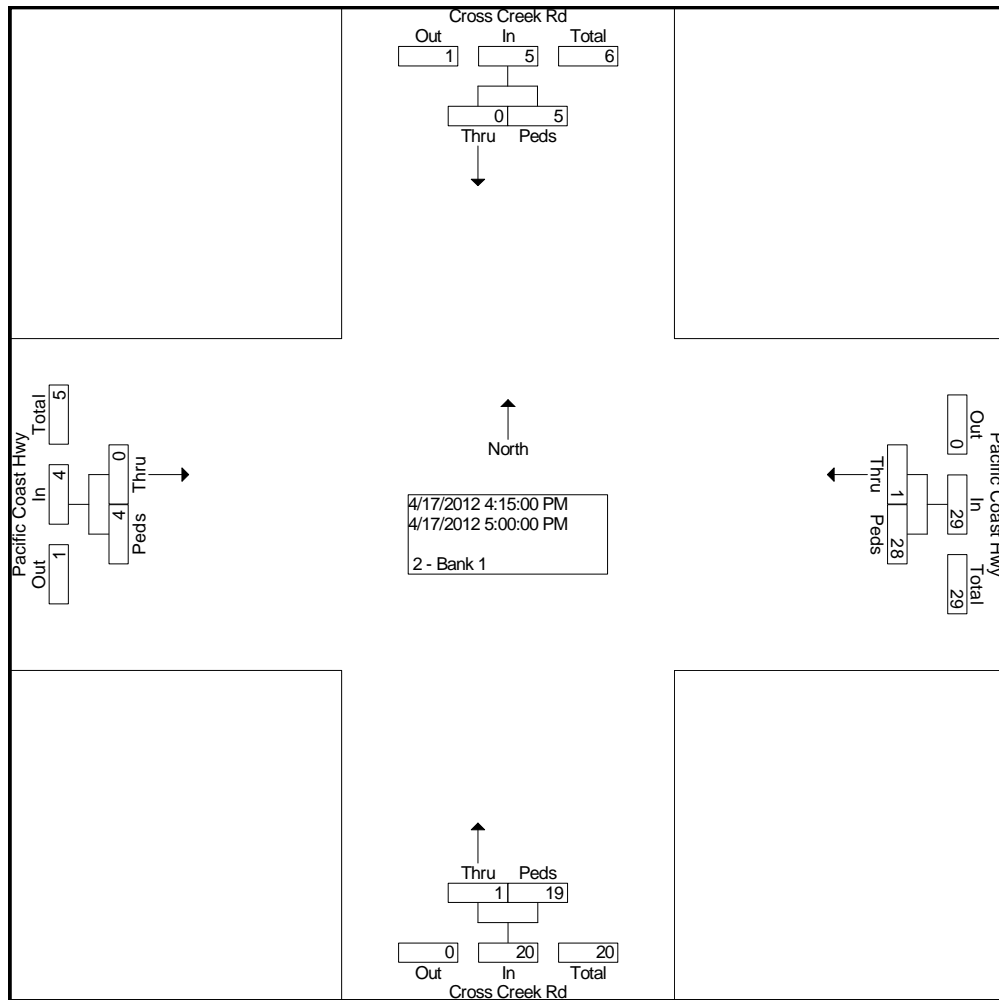 Cross Creek Rd
Out In Total
1 5 6
0 5
Thru Peds
Pacific Coast Hwy
Out In Total
1 4 5
Peds Thru
4 0
North
4/17/2012 4:15:00 PM
4/17/2012 5:00:00 PM
2 - Bank 1
Thru Peds
1 28
Out In Total
0 29 29
Pacific Coast Hwy
Thru Peds
1 19
0 20 20
Out In Total
Cross Creek Rd